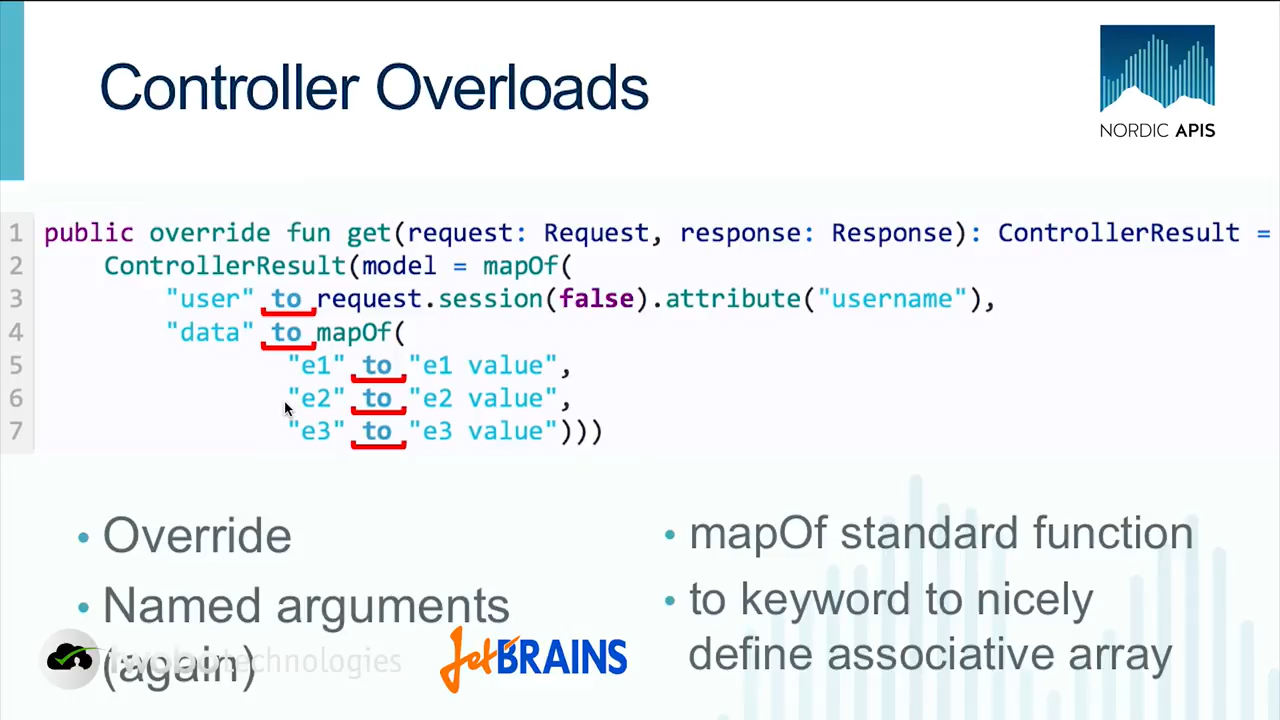 Controller Overloads
NORDIC APIS
1 public override fun get(request: Request, response: Response): ControllerResult =
2 ControllerResult(model = mapOf(
3 "user" to request.session(false).attribute("username"),
4 "data" to mapOf(
5 "e1" to "e1 value",
6 "e2" to "e2 value",
7 "e3" to "e3 value")))
• Override
• Named arguments
(again)
• mapOf standard function
• to keyword to nicely
define associative array
twobotechnologies
JetBRAINS